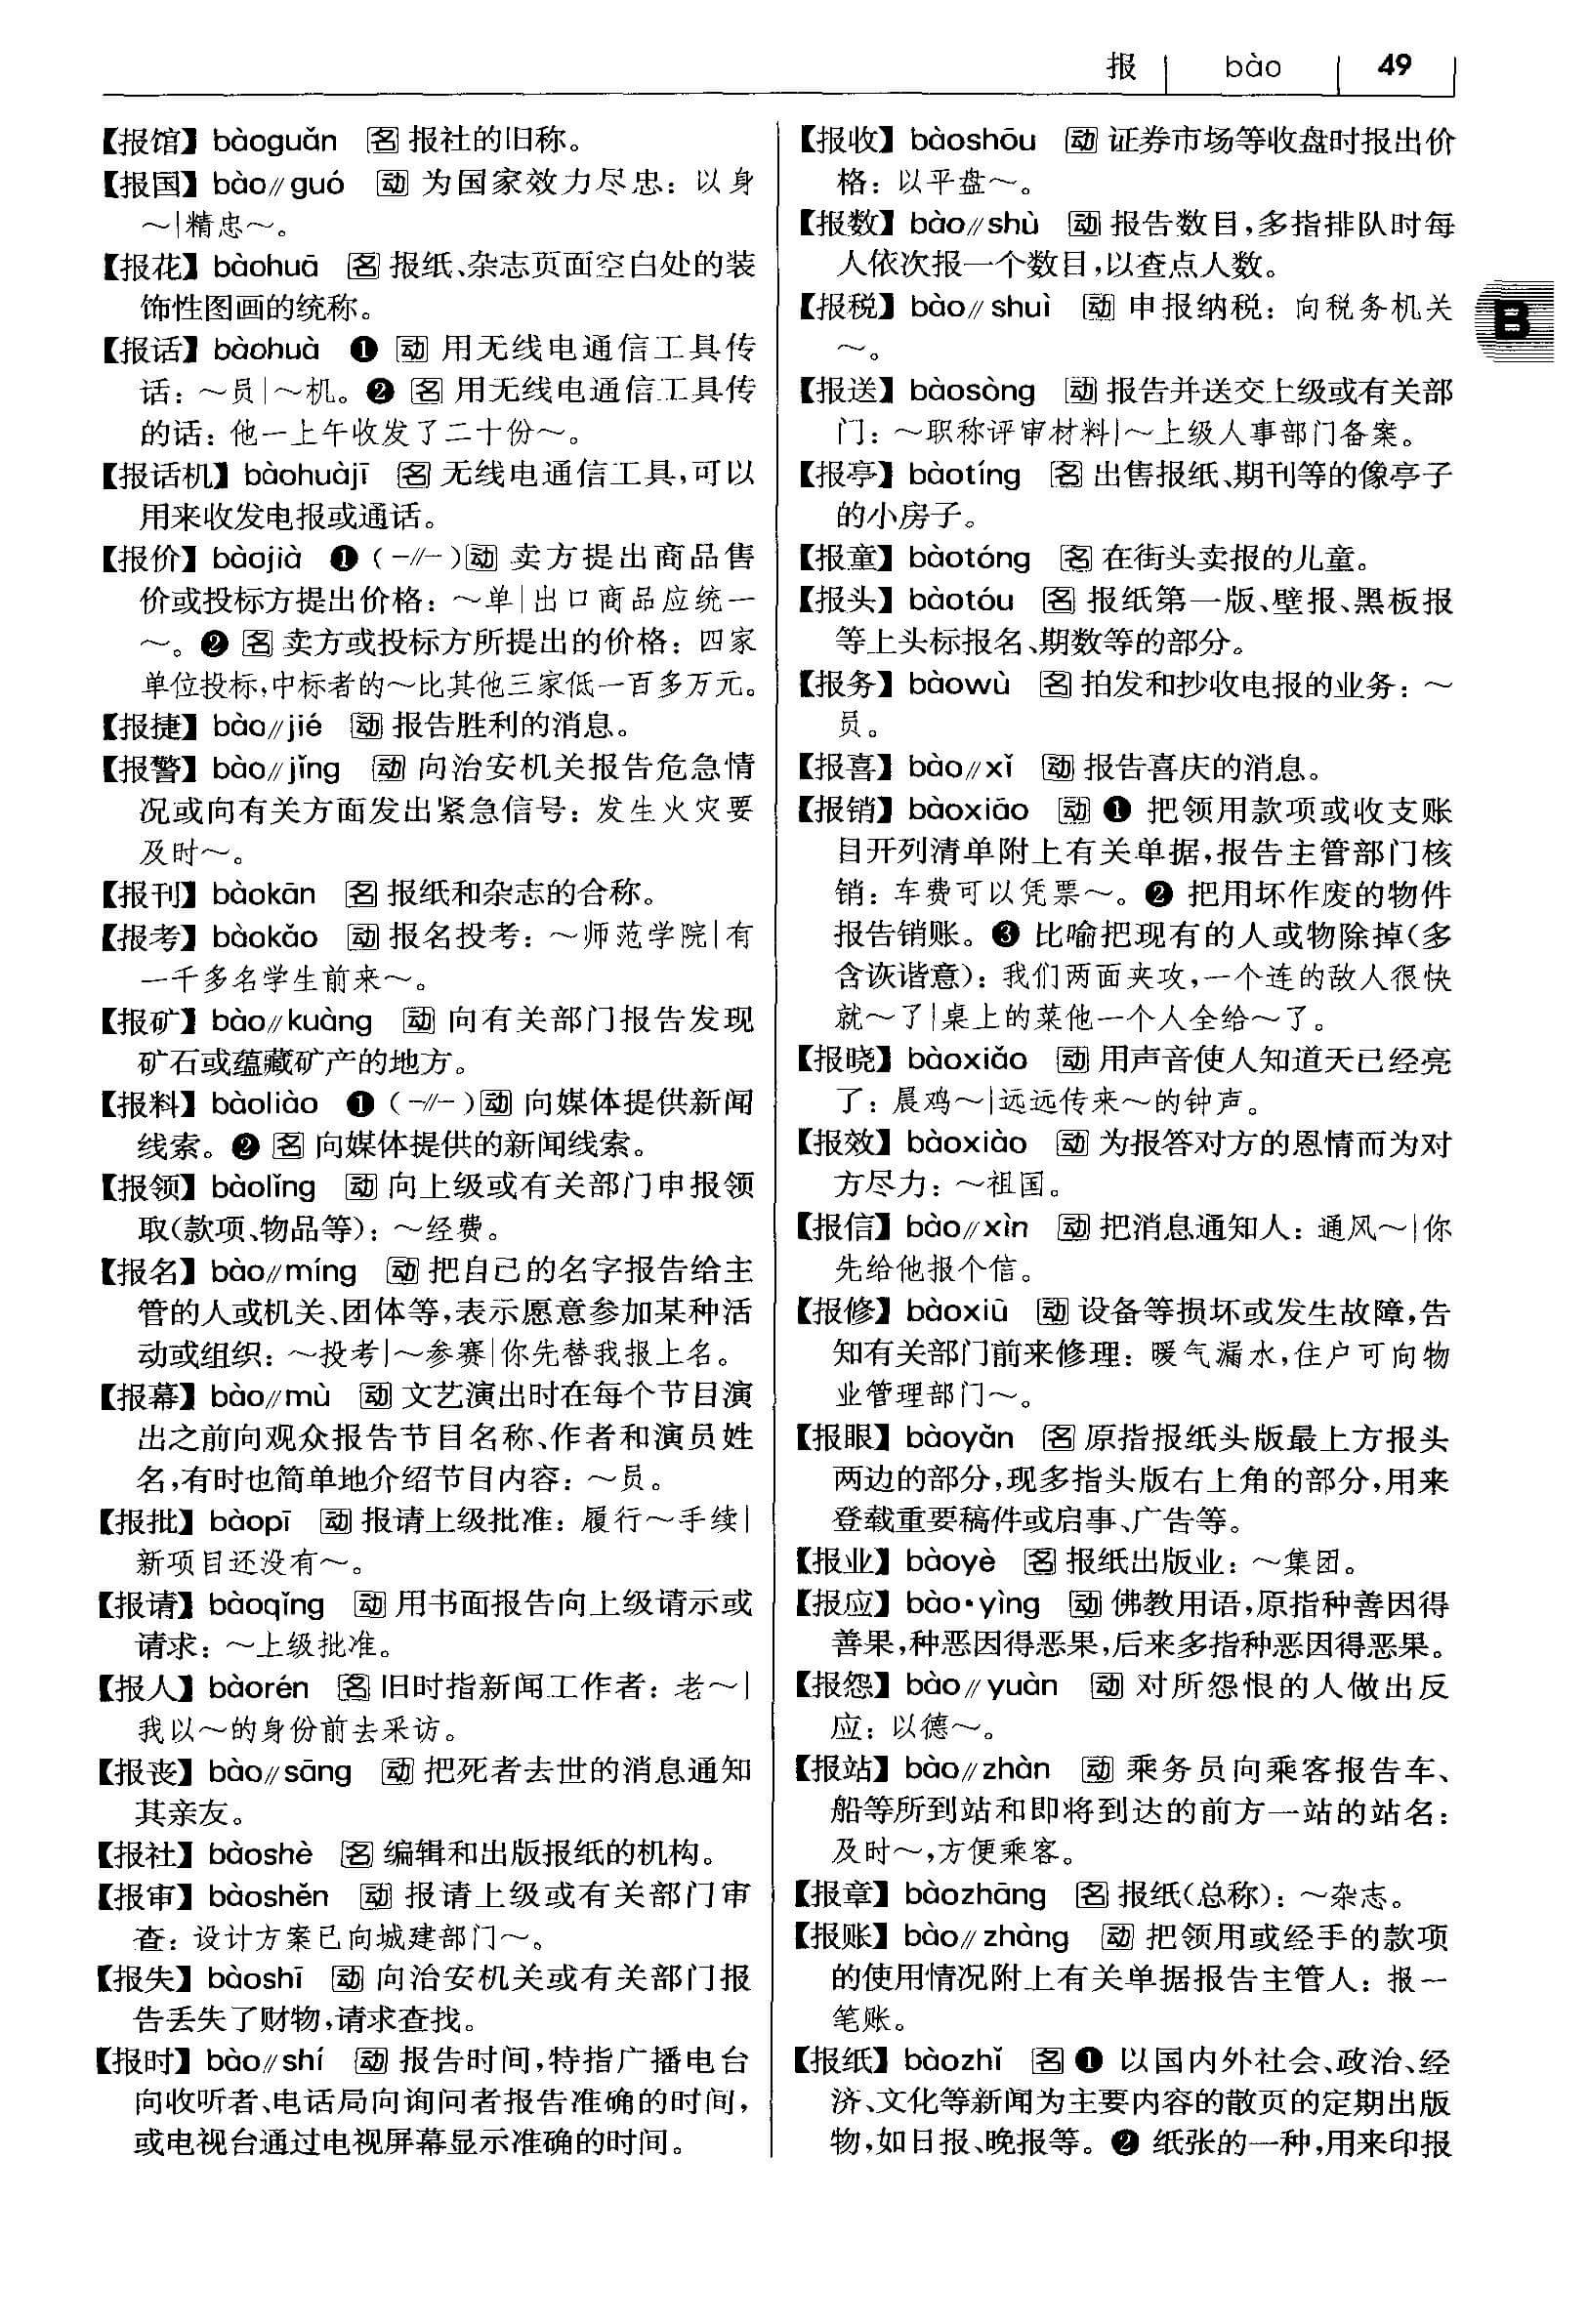 报 bào 49
【报馆】bàoguǎn 名 报社的旧称。
【报国】bào//guó 动 为国家效力尽忠：以身
～|精忠～。
【报花】bàohuā 名 报纸、杂志页面空白处的装
饰性图画的统称。
【报话】bàohuà ❶ 动 用无线电通信工具传
话：～员|～机。❷ 名 用无线电通信工具传
的话：他一上午收发了二十份～。
【报话机】bàohuàjī 名 无线电通信工具，可以
用来收发电报或通话。
【报价】bàojià ❶（—//—）动 卖方提出商品售
价或投标方提出价格：～单|出口商品应统一
～。❷ 名 卖方或投标方所提出的价格：四家
单位投标，中标者的～比其他三家低一百多万元。
【报捷】bào//jié 动 报告胜利的消息。
【报警】bào//jǐng 动 向治安机关报告危急情
况或向有关方面发出紧急信号：发生火灾要
及时～。
【报刊】bàokān 名 报纸和杂志的合称。
【报考】bàokǎo 动 报名投考：～师范学院|有
一千多名学生前来～。
【报矿】bào//kuàng 动 向有关部门报告发现
矿石或蕴藏矿产的地方。
【报料】bàoliào ❶（—//—）动 向媒体提供新闻
线索。❷ 名 向媒体提供的新闻线索。
【报领】bàolǐng 动 向上级或有关部门申报领
取（款项、物品等）：～经费。
【报名】bào//míng 动 把自己的名字报告给主
管的人或机关、团体等，表示愿意参加某种活
动或组织：～投考|～参赛|你先替我报上名。
【报幕】bào//mù 动 文艺演出时在每个节目演
出之前向观众报告节目名称、作者和演员姓
名，有时也简单地介绍节目内容：～员。
【报批】bàopī 动 报请上级批准：履行～手续|
新项目还没有～。
【报请】bàoqǐng 动 用书面报告向上级请示或
请求：～上级批准。
【报人】bàorén 名 旧时指新闻工作者：老～|
我以～的身份前去采访。
【报丧】bào//sāng 动 把死者去世的消息通知
其亲友。
【报社】bàoshè 名 编辑和出版报纸的机构。
【报审】bàoshěn 动 报请上级或有关部门审
查：设计方案已向城建部门～。
【报失】bàoshī 动 向治安机关或有关部门报
告丢失了财物，请求查找。
【报时】bào//shí 动 报告时间，特指广播电台
向收听者、电话局向询问者报告准确的时间，
或电视台通过电视屏幕显示准确的时间。
【报收】bàoshōu 动 证券市场等收盘时报出价
格：以平盘～。
【报数】bào//shù 动 报告数目，多指排队时每
人依次报一个数目，以查点人数。
【报税】bào//shuì 动 申报纳税：向税务机关
～。
【报送】bàosòng 动 报告并送交上级或有关部
门：～职称评审材料|～上级人事部门备案。
【报亭】bàotíng 名 出售报纸、期刊等的像亭子
的小房子。
【报童】bàotóng 名 在街头卖报的儿童。
【报头】bàotóu 名 报纸第一版、壁报、黑板报
等上头标报名、期数等的部分。
【报务】bàowù 名 拍发和抄收电报的业务：～
员。
【报喜】bào//xǐ 动 报告喜庆的消息。
【报销】bàoxiāo 动 ❶ 把领用款项或收支账
目开列清单附上有关单据，报告主管部门核
销：车费可以凭票～。❷ 把用坏作废的物件
报告销账。❸ 比喻把现有的人或物除掉（多
含诙谐意）：我们两面夹攻，一个连的敌人很快
就～了|桌上的菜他一个人全给～了。
【报晓】bàoxiǎo 动 用声音使人知道天已经亮
了：晨鸡～|远远传来～的钟声。
【报效】bàoxiào 动 为报答对方的恩情而为对
方尽力：～祖国。
【报信】bào//xìn 动 把消息通知人：通风～|你
先给他报个信。
【报修】bàoxiū 动 设备等损坏或发生故障，告
知有关部门前来修理：暖气漏水，住户可向物
业管理部门～。
【报眼】bàoyǎn 名 原指报纸头版最上方报头
两边的部分，现多指头版右上角的部分，用来
登载重要稿件或启事、广告等。
【报业】bàoyè 名 报纸出版业：～集团。
【报应】bào·yìng 动 佛教用语，原指种善因得
善果，种恶因得恶果，后来多指种恶因得恶果。
【报怨】bào//yuàn 动 对所怨恨的人做出反
应：以德～。
【报站】bào//zhàn 动 乘务员向乘客报告车、
船等所到站和即将到达的前方一站的站名：
及时～，方便乘客。
【报章】bàozhāng 名 报纸（总称）：～杂志。
【报账】bào//zhàng 动 把领用或经手的款项
的使用情况附上有关单据报告主管人：报一
笔账。
【报纸】bàozhǐ 名 ❶ 以国内外社会、政治、经
济、文化等新闻为主要内容的散页的定期出版
物，如日报、晚报等。❷ 纸张的一种，用来印报
B